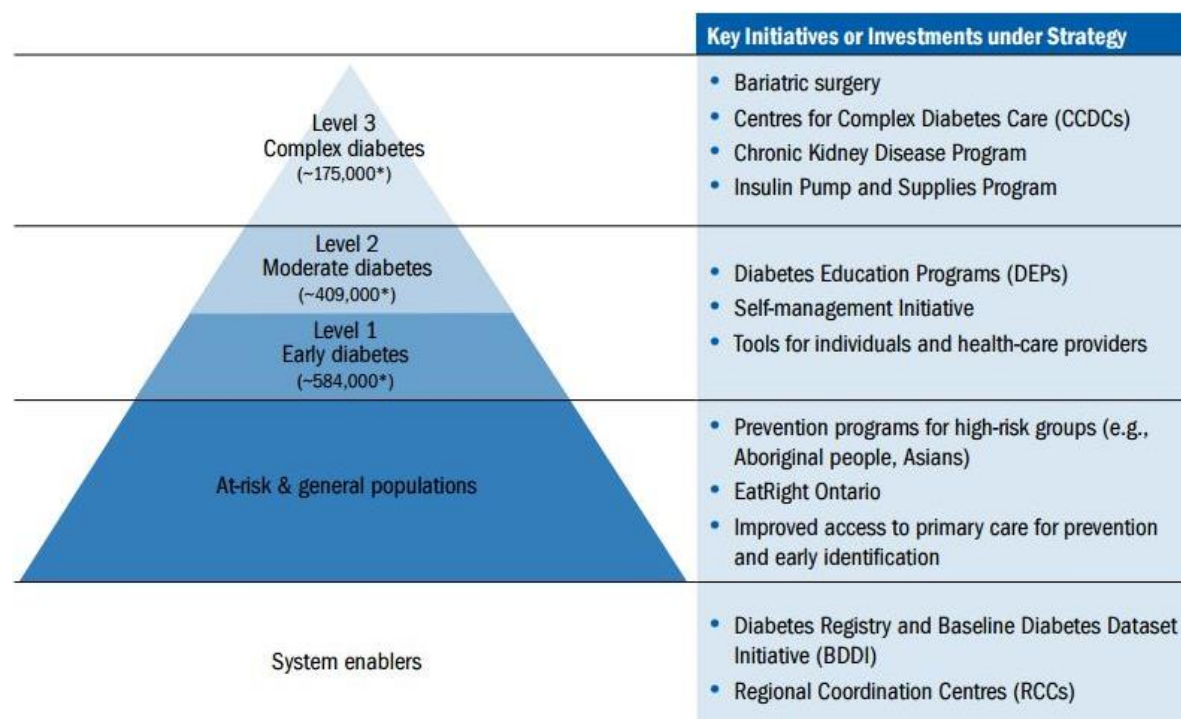 Key Initiatives or Investments under Strategy
Level 3
Complex diabetes
(~175,000*)
• Bariatric surgery
• Centres for Complex Diabetes Care (CCDCs)
• Chronic Kidney Disease Program
• Insulin Pump and Supplies Program
Level 2
Moderate diabetes
(~409,000*)
Level 1
Early diabetes
(~584,000*)
• Diabetes Education Programs (DEPs)
• Self-management Initiative
• Tools for individuals and health-care providers
At-risk & general populations
• Prevention programs for high-risk groups (e.g.,
Aboriginal people, Asians)
• EatRight Ontario
• Improved access to primary care for prevention
and early identification
System enablers
• Diabetes Registry and Baseline Diabetes Dataset
Initiative (BDDI)
• Regional Coordination Centres (RCCs)